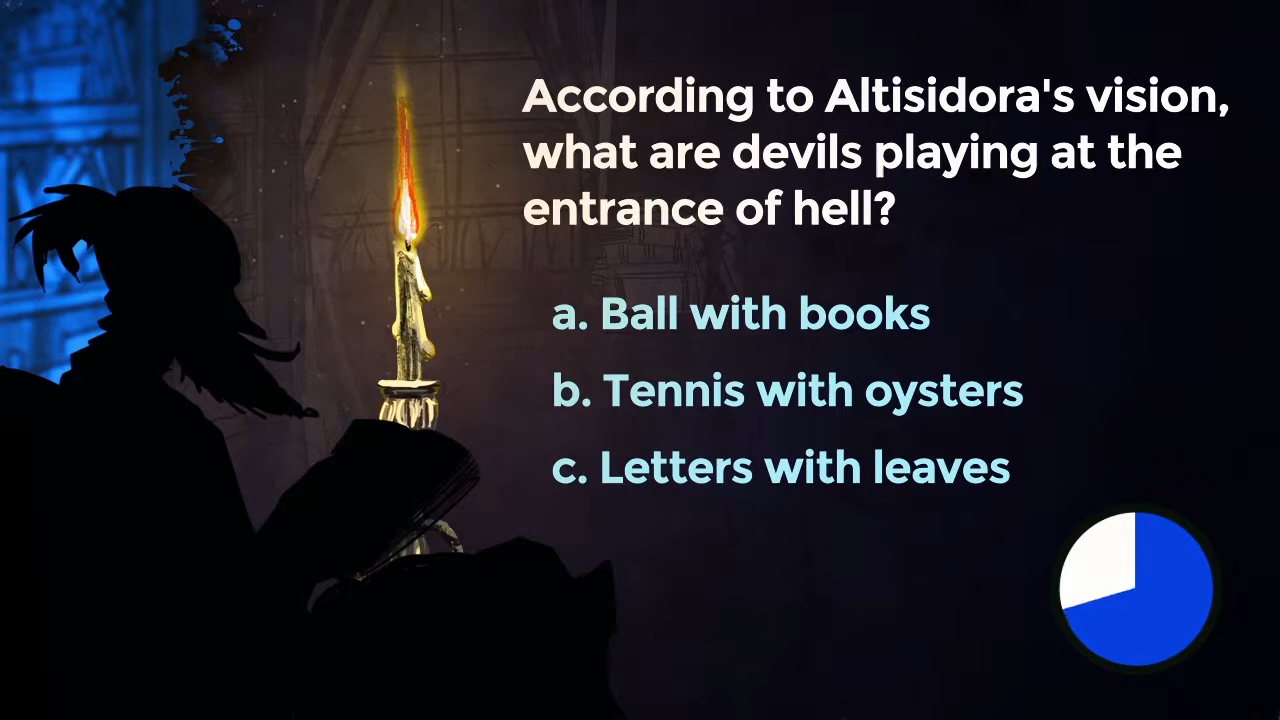 According to Altisidora's vision,
what are devils playing at the
entrance of hell?
a. Ball with books
b. Tennis with oysters
c. Letters with leaves